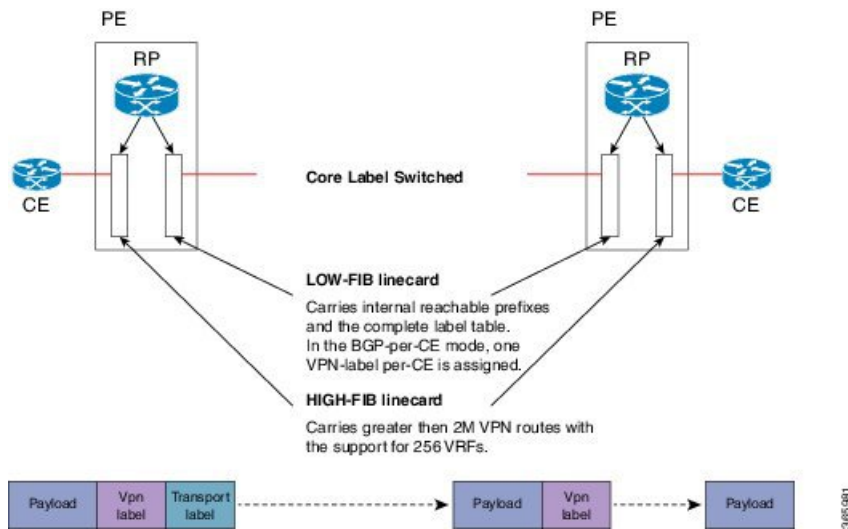 PE
PE
RP
RP
CE
Core Label Switched
CE
LOW-FIB linecard
Carries internal reachable prefixes
and the complete label table.
In the BGP-per-CE mode, one
VPN-label per-CE is assigned.
HIGH-FIB linecard
Carries greater then 2M VPN routes with
the support for 256 VRFs.
Payload
Vpn
label
Transport
label
Payload
Vpn
label
Payload
365981